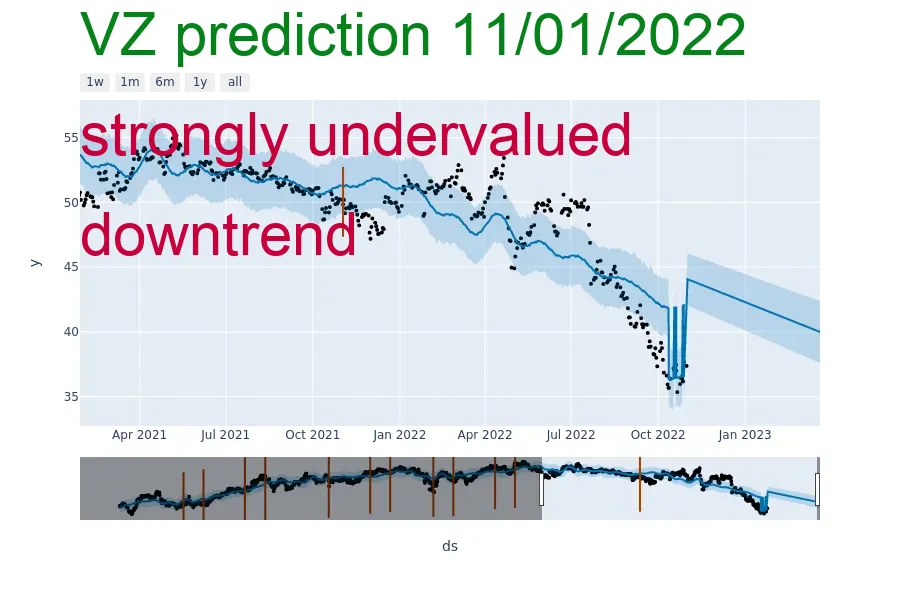 VZ prediction 11/01/2022
1w 1m 6m 1y all
strongly undervalued
downtrend
55
50
45
40
35
y
Apr 2021 Jul 2021 Oct 2021 Jan 2022 Apr 2022 Jul 2022 Oct 2022 Jan 2023
ds